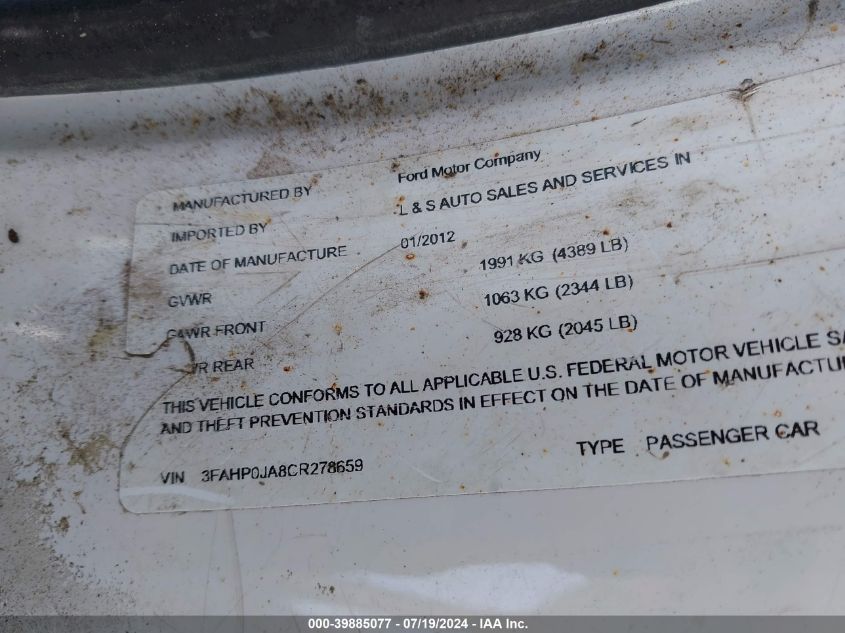 MANUFACTURED BY Ford Motor Company
IMPORTED BY L & S AUTO SALES AND SERVICES IN
DATE OF MANUFACTURE 01/2012
GVWR 1991 KG (4389 LB)
GAWR FRONT 1063 KG (2344 LB)
WR REAR 928 KG (2045 LB)
THIS VEHICLE CONFORMS TO ALL APPLICABLE U.S. FEDERAL MOTOR VEHICLE SA
AND THEFT PREVENTION STANDARDS IN EFFECT ON THE DATE OF MANUFACTU
VIN 3FAHP0JA8CR278659 TYPE PASSENGER CAR
000-39885077 - 07/19/2024 - IAA Inc.